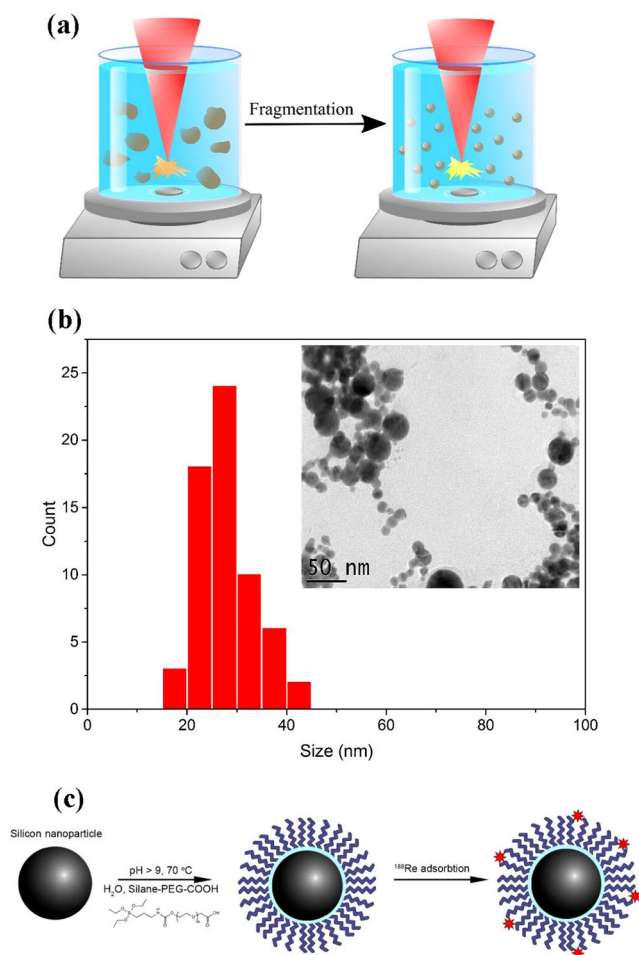 (a)
Fragmentation
(b)
25
20
15
10
5
0
Count
0 20 40 60 80 100
Size (nm)
50 nm
(c)
Silicon nanoparticle
pH > 9, 70 °C
H₂O, Silane-PEG-COOH
¹⁸⁸Re adsorbtion